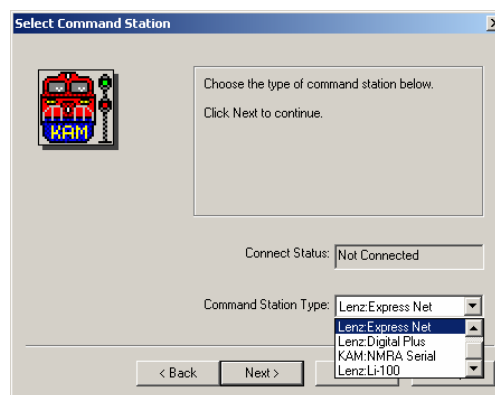 Select Command Station
KAM
Choose the type of command station below.
Click Next to continue.
Connect Status: Not Connected
Command Station Type: Lenz:Express Net
Lenz:Express Net
Lenz:Digital Plus
KAM:NMRA Serial
Lenz:Li-100
< Back Next >